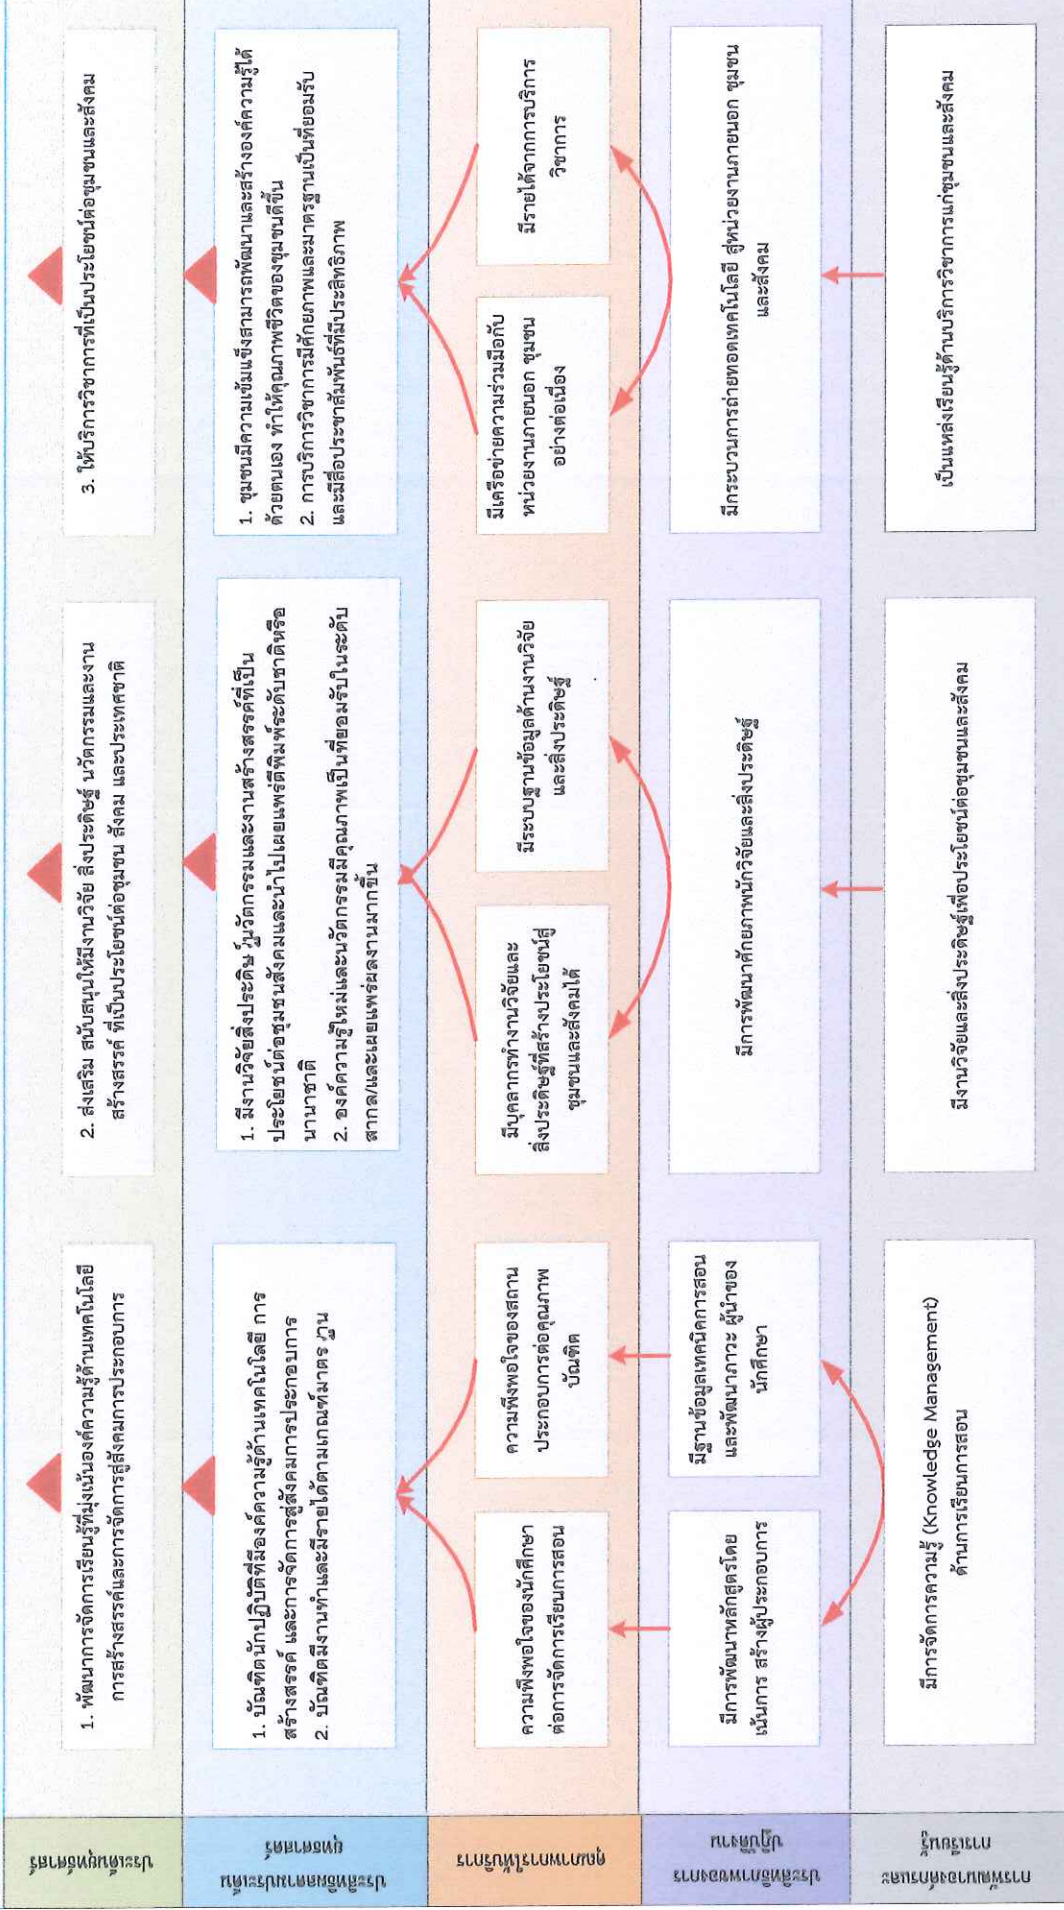 ประเด็นยุทธ์ศาสตร์
1. พัฒนาการจัดการเรียนรู้ที่มุ่งเน้นองค์ความรู้ด้านเทคโนโลยี
การสร้างสรรค์และการจัดการสู่สังคมการประกอบการ
2. ส่งเสริม สนับสนุนให้มีงานวิจัย สิ่งประดิษฐ์ นวัตกรรมและงาน
สร้างสรรค์ ที่เป็นประโยชน์ต่อชุมชน สังคม และประเทศชาติ
3. ให้บริการวิชาการที่เป็นประโยชน์ต่อชุมชนและสังคม
ประสิทธิผลตามประเด็น
ยุทธศาสตร์
1. บัณฑิตนักปฏิบัติที่มีองค์ความรู้ด้านเทคโนโลยี การ
สร้างสรรค์ และการจัดการสู่สังคมการประกอบการ
2. บัณฑิตมีงานทำและมีรายได้ตามเกณฑ์มาตรฐาน
1. มีงานวิจัยสิ่งประดิษฐ์นวัตกรรมและงานสร้างสรรค์ที่เป็น
ประโยชน์ต่อชุมชนสังคมและนำไปเผยแพร่ตีพิมพ์ระดับชาติหรือ
นานาชาติ
2. องค์ความรู้ใหม่และนวัตกรรมมีคุณภาพเป็นที่ยอมรับในระดับ
สากล/และเผยแพร่ผลงานมากขึ้น
1. ชุมชนมีความเข้มแข็งสามารถพัฒนาและสร้างองค์ความรู้ได้
ด้วยตนเอง ทำให้คุณภาพชีวิตของชุมชนดีขึ้น
2. การบริการวิชาการมีศักยภาพและมาตรฐานเป็นที่ยอมรับ
และมีสื่อประชาสัมพันธ์ที่มีประสิทธิภาพ
คุณภาพการให้บริการ
ความพึงพอใจของนักศึกษา
ต่อการจัดการเรียนการสอน
ความพึงพอใจของสถาน
ประกอบการต่อคุณภาพ
บัณฑิต
มีบุคลากรทำงานวิจัยและ
สิ่งประดิษฐ์ที่สร้างประโยชน์สู่
ชุมชนและสังคมได้
มีระบบฐานข้อมูลด้านงานวิจัย
และสิ่งประดิษฐ์
มีเครือข่ายความร่วมมือกับ
หน่วยงานภายนอก ชุมชน
อย่างต่อเนื่อง
มีรายได้จากการบริการ
วิชาการ
ประสิทธิภาพของการ
ปฏิบัติงาน
มีการพัฒนาหลักสูตรโดย
เน้นการ สร้างผู้ประกอบการ
มีฐานข้อมูลเทคนิคการสอน
และพัฒนาภาวะ ผู้นำของ
นักศึกษา
มีการพัฒนาศักยภาพนักวิจัยและสิ่งประดิษฐ์
มีกระบวนการถ่ายทอดเทคโนโลยี สู่หน่วยงานภายนอก ชุมชน
และสังคม
การพัฒนาองค์กรและ
การเรียนรู้
มีการจัดการความรู้ (Knowledge Management)
ด้านการเรียนการสอน
มีงานวิจัยและสิ่งประดิษฐ์เพื่อประโยชน์ต่อชุมชนและสังคม
เป็นแหล่งเรียนรู้ด้านบริการวิชาการแก่ชุมชนและสังคม